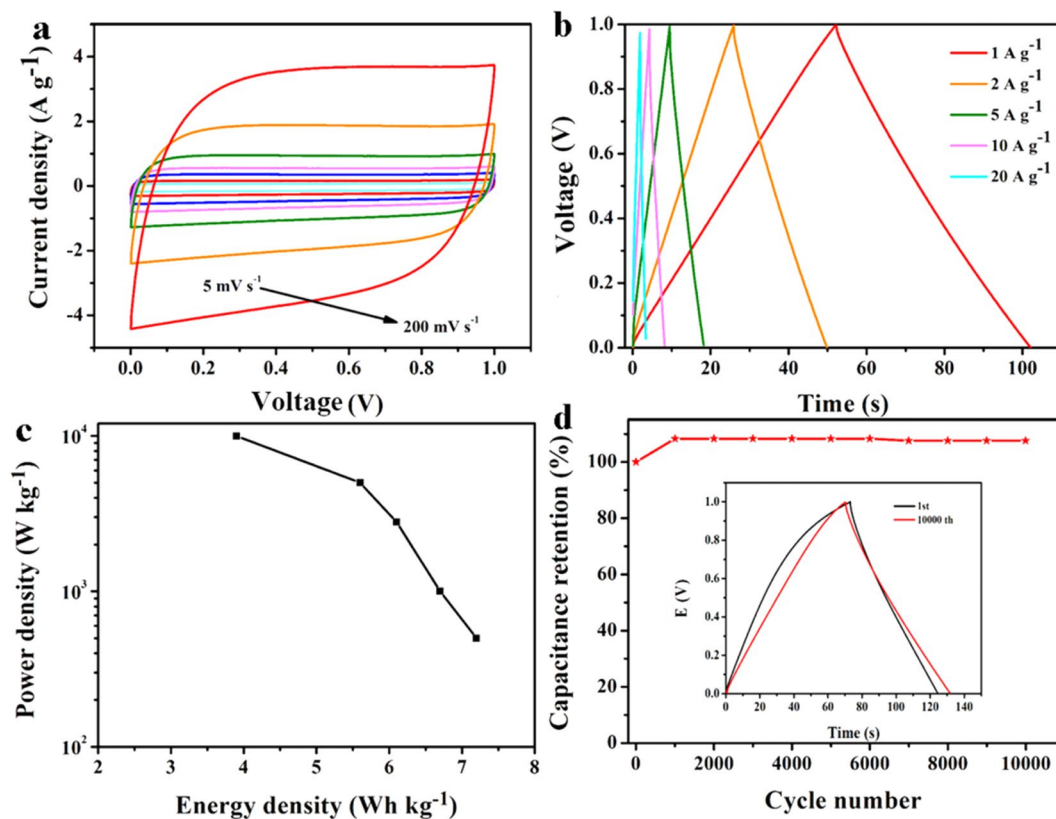 a
Current density (A g⁻¹)
4
2
0
-2
-4
5 mV s⁻¹
200 mV s⁻¹
0.0 0.2 0.4 0.6 0.8 1.0
Voltage (V)
b
Voltage (V)
1.0
0.8
0.6
0.4
0.2
0.0
1 A g⁻¹
2 A g⁻¹
5 A g⁻¹
10 A g⁻¹
20 A g⁻¹
0 20 40 60 80 100
Time (s)
c
Power density (W kg⁻¹)
10⁴
10³
10²
2 3 4 5 6 7 8
Energy density (Wh kg⁻¹)
d
Capacitance retention (%)
100
80
60
40
20
0
E (V)
1.0
0.8
0.6
0.4
0.2
0.0
1st
10000 th
0 20 40 60 80 100 120 140
Time (s)
0 2000 4000 6000 8000 10000
Cycle number